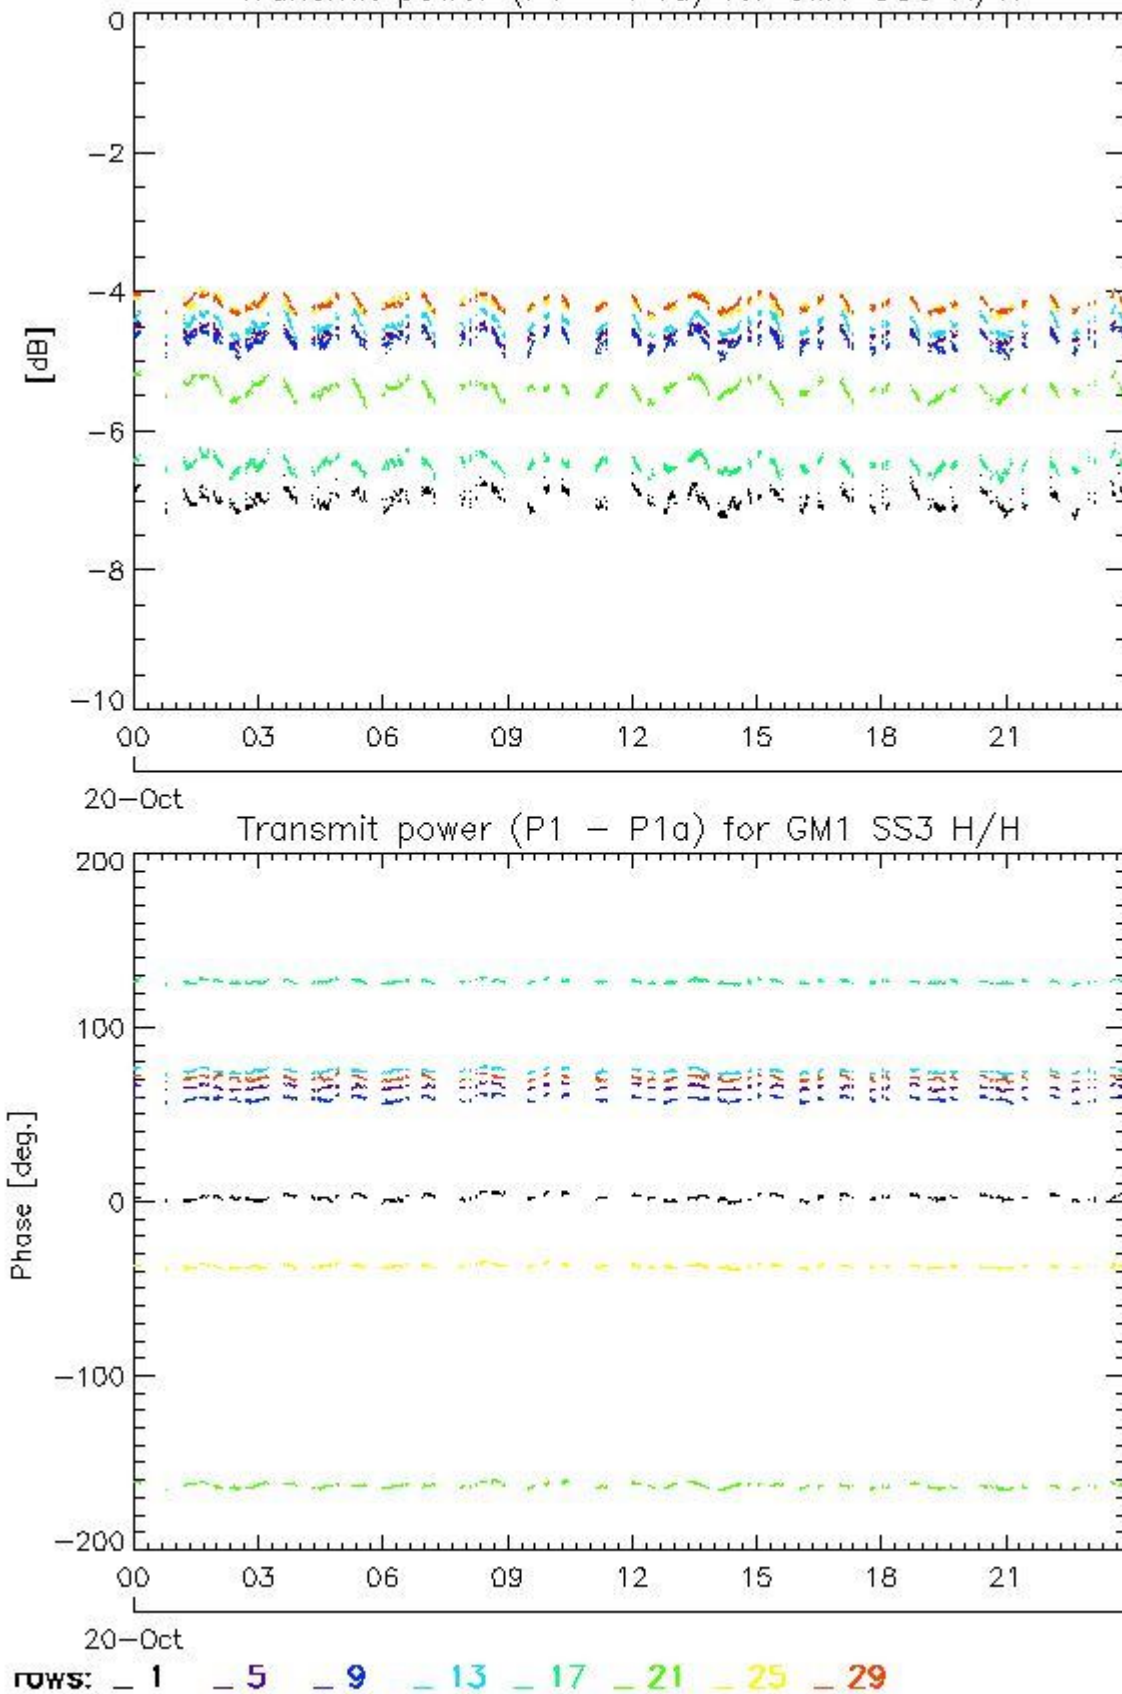 0
−2
−4
[dB]
−6
−8
−10
00 03 06 09 12 15 18 21
20−Oct
Transmit power (P1 − P1a) for GM1 SS3 H/H
200
100
0
Phase [deg.]
−100
−200
00 03 06 09 12 15 18 21
20−Oct
rows: _ 1 _ 5 _ 9 _ 13 _ 17 _ 21 _ 25 _ 29